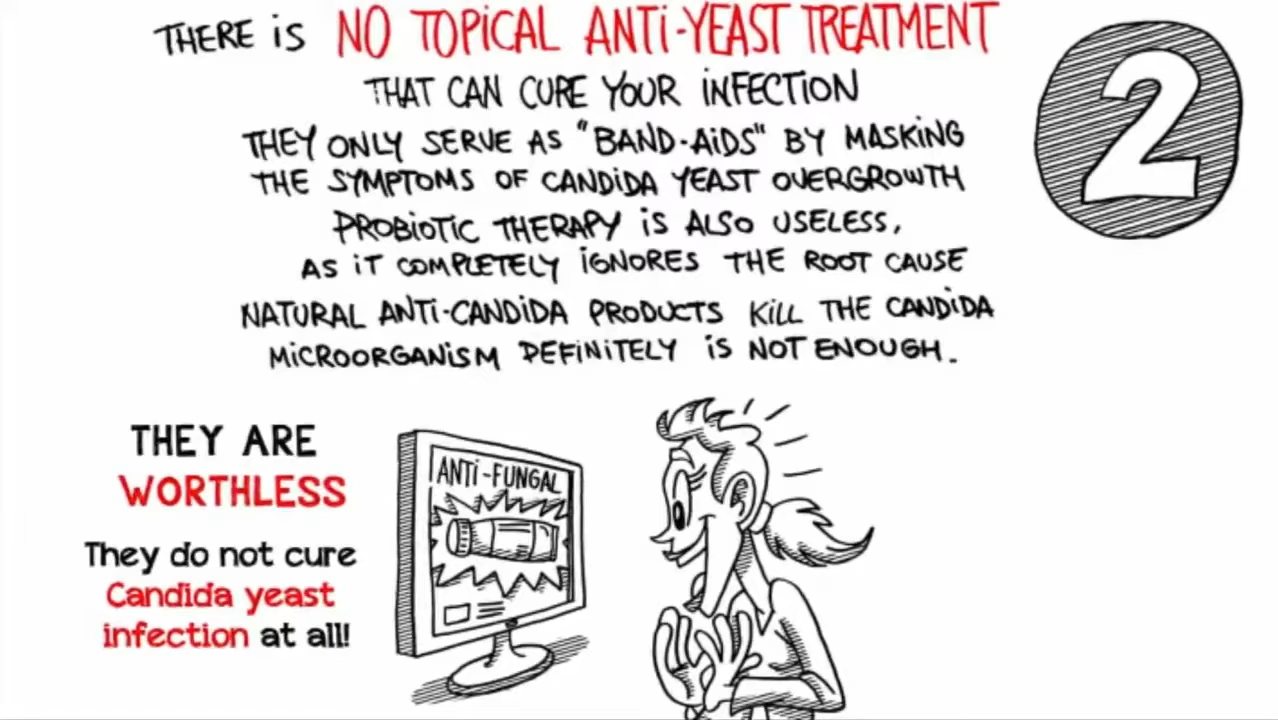 THERE iS NO TOPiCAL ANTi-YEAST TREATMENT
THAT CAN CURE YOUR iNFECTION
THEY ONLY SERVE AS "BAND-AiDS" BY MASKING
THE SYMPTOMS OF CANDiDA YEAST OVERGROWTH
PROBiOTiC THERAPY iS ALSO USELESS,
AS iT COMPLETELY iGNORES THE ROOT CAUSE
NATURAL ANTi-CANDiDA PRODUCTS KiLL THE CANDiDA
MiCROORGANiSM DEFiNiTELY iS NOT ENOUGH.
2
THEY ARE
WORTHLESS
They do not cure
Candida yeast
infection at all!
ANTi-FUNGAL